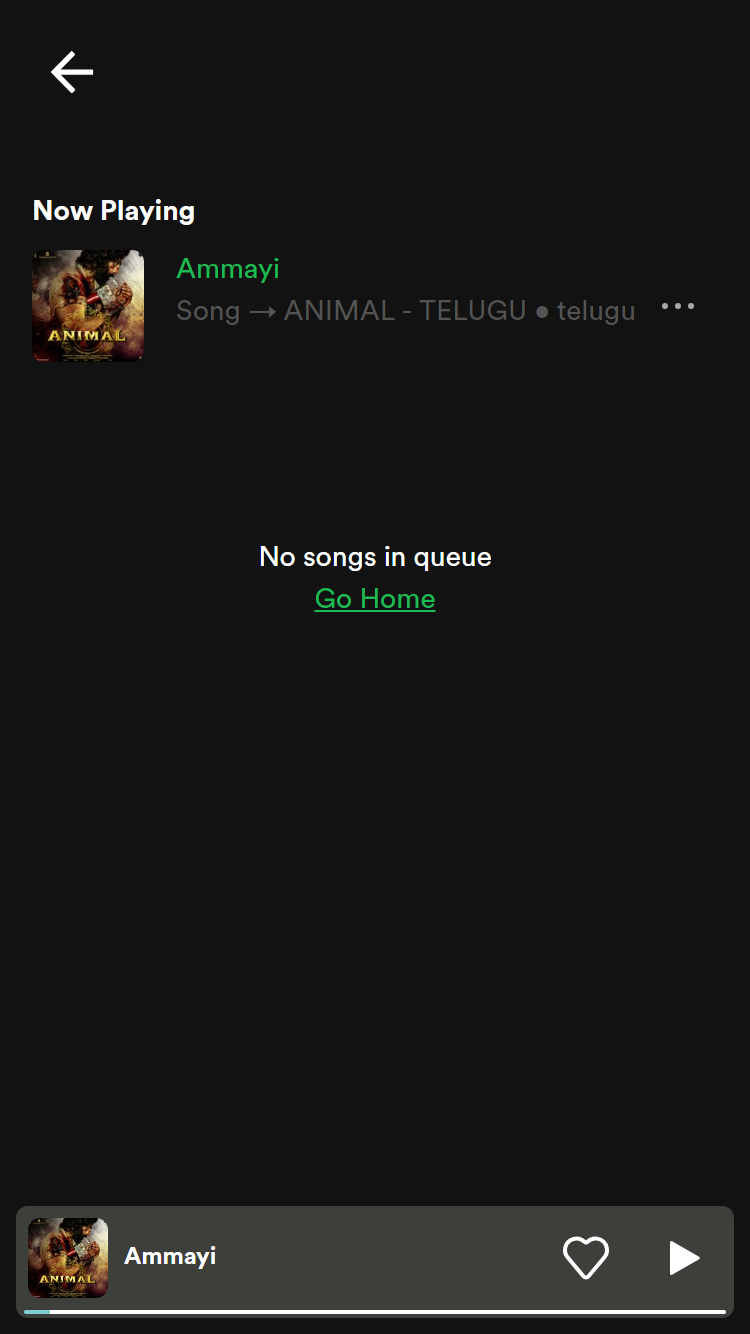 Now Playing
ANIMAL
Ammayi
Song → ANIMAL - TELUGU ● telugu
No songs in queue
Go Home
ANIMAL
Ammayi